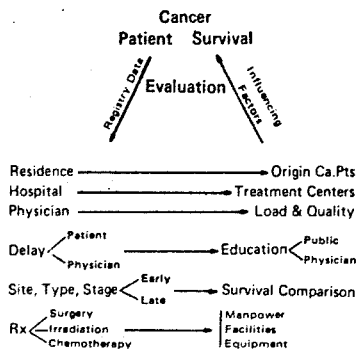 Cancer
Patient Survival
Registry Data
Evaluation
Influencing
Factors
Residence Origin Ca.Pts
Hospital Treatment Centers
Physician Load & Quality
Patient
Public
Delay Education
Physician
Physician
Early
Site, Type, Stage Survival Comparison
Late
Surgery Manpower
Rx Irradiation Facilities
Chemotherapy Equipment